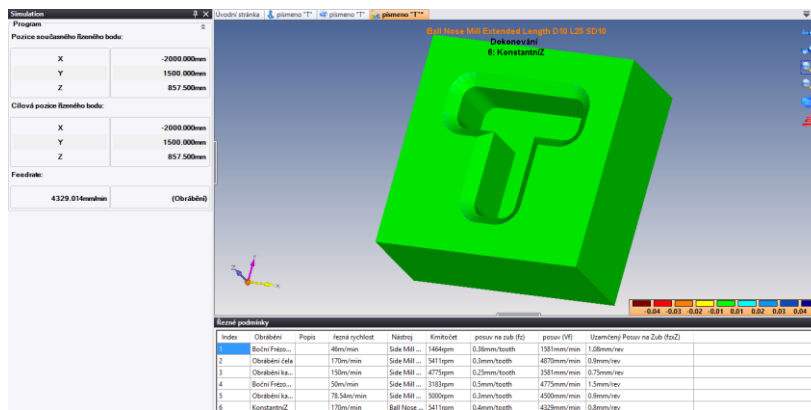 Simulation
Program
Pozice současného řízeného bodu:
X -2000.000mm
Y 1500.000mm
Z 857.500mm
Cílová pozice řízeného bodu:
X -2000.000mm
Y 1500.000mm
Z 857.500mm
Feedrate:
4329.014mm/min (Obrábění)
Úvodní stránka písmeno "T" písmeno "T" písmeno "T"*
Ball Nose Mill Extended Length D10 L25 SD10
Dokonování
6: KonstantníZ
-0.04 -0.03 -0.02 -0.01 0.01 0.01 0.02 0.03 0.04
Řezné podmínky
Index Obrábění Popis řezná rychlost Nástroj Kmitočet posuv na zub (fz) posuv (Vf) Uzamčený Posuv na Zub (fzxZ)
1 Boční Frézo... 46m/min Side Mill ... 1464rpm 0.36mm/tooth 1581mm/min 1.08mm/rev
2 Obrábění čela 170m/min Side Mill ... 5411rpm 0.3mm/tooth 4870mm/min 0.9mm/rev
3 Obrábění ka... 150m/min Side Mill ... 4775rpm 0.25mm/tooth 3581mm/min 0.75mm/rev
4 Boční Frézo... 50m/min Side Mill ... 3183rpm 0.5mm/tooth 4775mm/min 1.5mm/rev
5 Obrábění ka... 78.54m/min Side Mill ... 5000rpm 0.3mm/tooth 4500mm/min 0.9mm/rev
6 KonstantníZ 170m/min Ball Nose ... 5411rpm 0.4mm/tooth 4329mm/min 0.8mm/rev